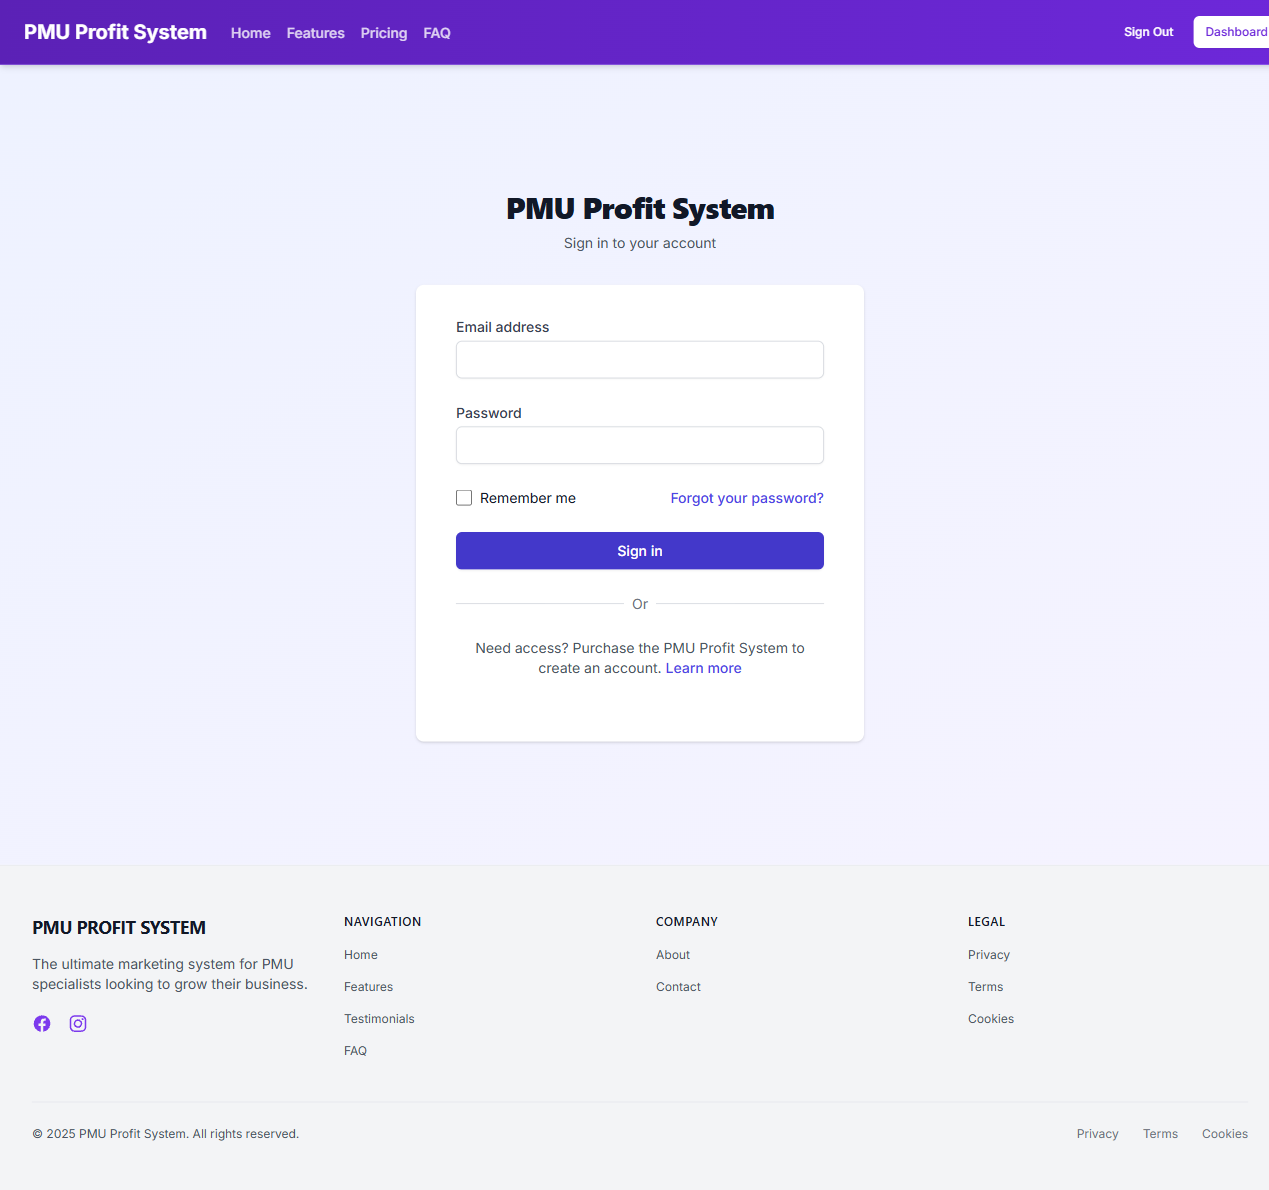 PMU Profit System
Home
Features
Pricing
FAQ
Sign Out
Dashboard
PMU Profit System
Sign in to your account
Email address
Password
Remember me
Forgot your password?
Sign in
Or
Need access? Purchase the PMU Profit System to
create an account. Learn more
PMU PROFIT SYSTEM
The ultimate marketing system for PMU
specialists looking to grow their business.
NAVIGATION
Home
Features
Testimonials
FAQ
COMPANY
About
Contact
LEGAL
Privacy
Terms
Cookies
© 2025 PMU Profit System. All rights reserved.
Privacy
Terms
Cookies